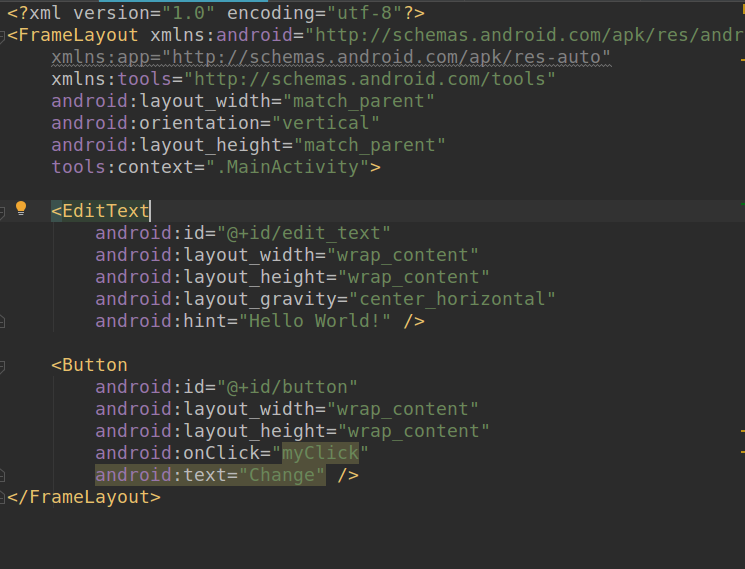 <?xml version="1.0" encoding="utf-8"?>
<FrameLayout xmlns:android="http://schemas.android.com/apk/res/andr
    xmlns:app="http://schemas.android.com/apk/res-auto"
    xmlns:tools="http://schemas.android.com/tools"
    android:layout_width="match_parent"
    android:orientation="vertical"
    android:layout_height="match_parent"
    tools:context=".MainActivity">

    <EditText
        android:id="@+id/edit_text"
        android:layout_width="wrap_content"
        android:layout_height="wrap_content"
        android:layout_gravity="center_horizontal"
        android:hint="Hello World!" />

    <Button
        android:id="@+id/button"
        android:layout_width="wrap_content"
        android:layout_height="wrap_content"
        android:onClick="myClick"
        android:text="Change" />
</FrameLayout>